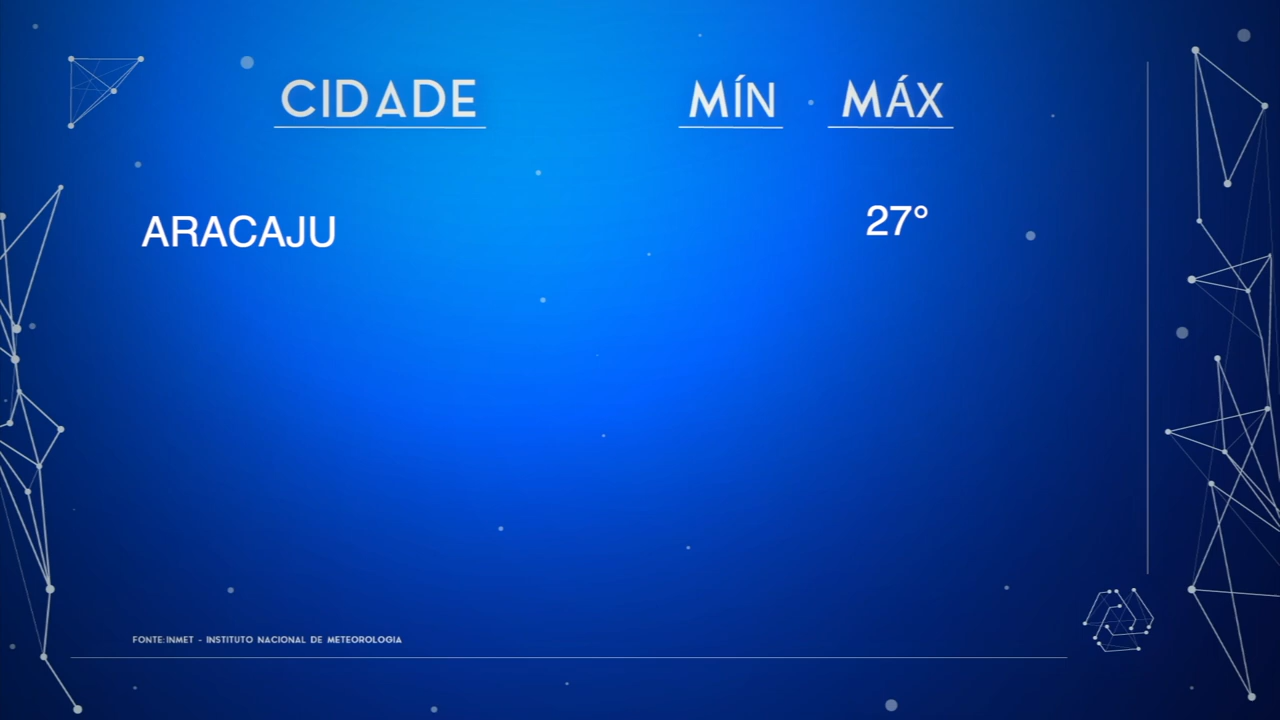 CIDADE MÍN MÁX
ARACAJU 27°
FONTE:INMET - INSTITUTO NACIONAL DE METEOROLOGIA